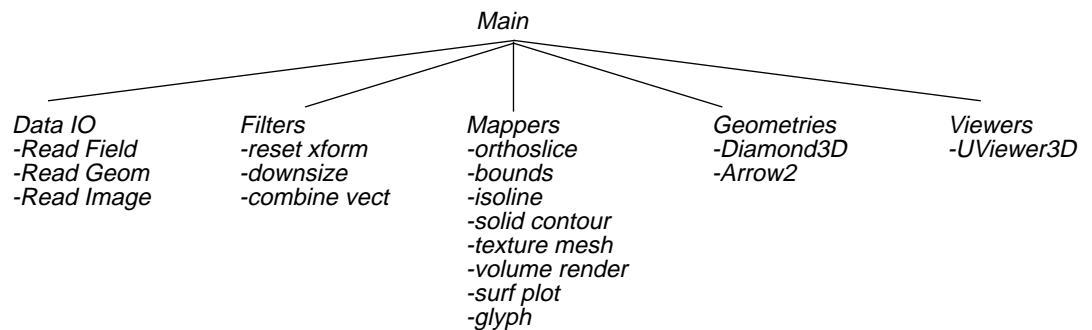 Main
Data IO
-Read Field
-Read Geom
-Read Image
Filters
-reset xform
-downsize
-combine vect
Mappers
-orthoslice
-bounds
-isoline
-solid contour
-texture mesh
-volume render
-surf plot
-glyph
Geometries
-Diamond3D
-Arrow2
Viewers
-UViewer3D